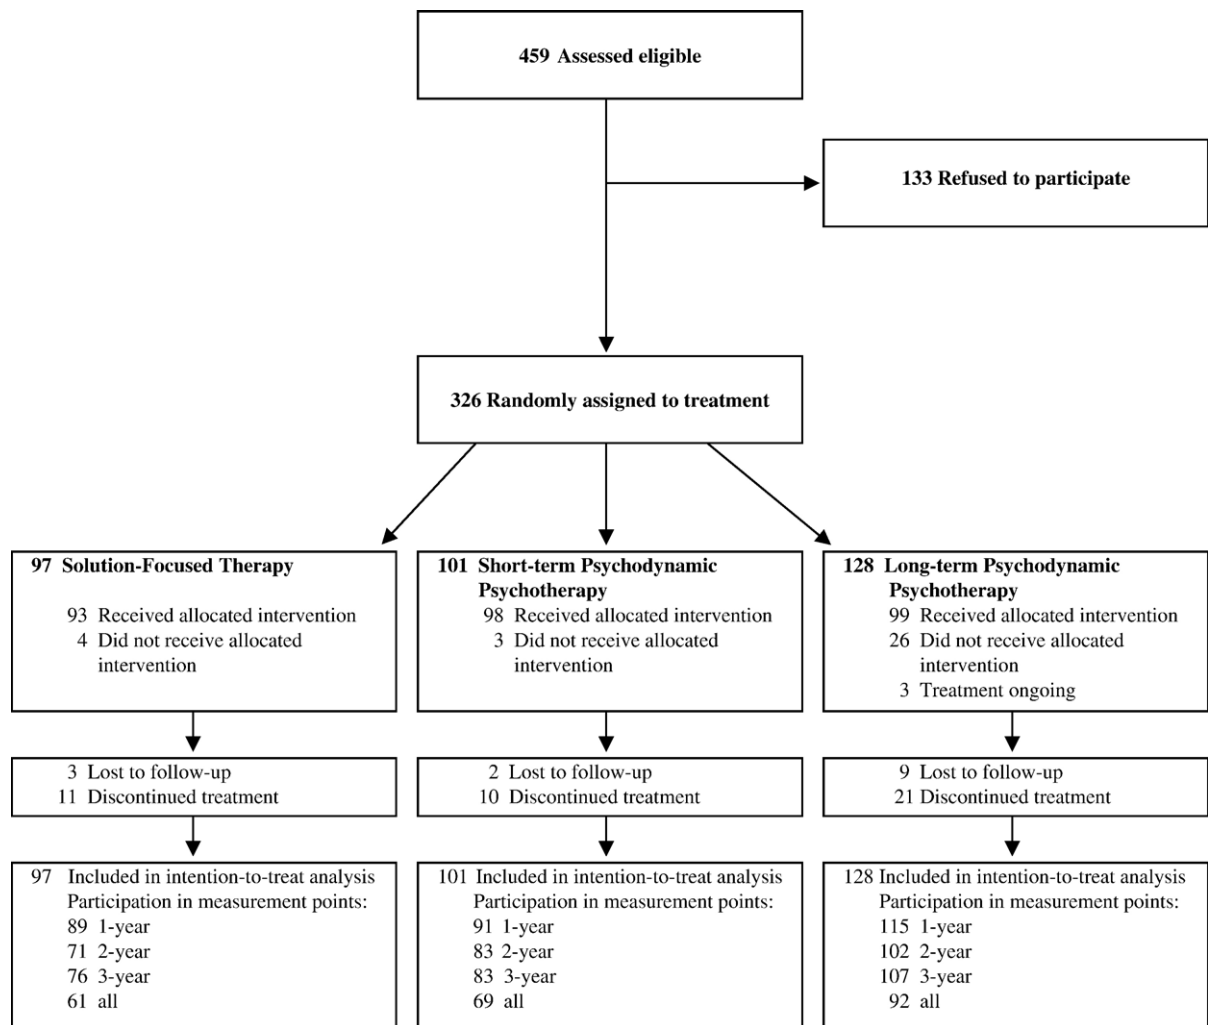 459 Assessed eligible
133 Refused to participate
326 Randomly assigned to treatment
97 Solution-Focused Therapy
93 Received allocated intervention
4 Did not receive allocated
intervention
101 Short-term Psychodynamic
Psychotherapy
98 Received allocated intervention
3 Did not receive allocated
intervention
128 Long-term Psychodynamic
Psychotherapy
99 Received allocated intervention
26 Did not receive allocated
intervention
3 Treatment ongoing
3 Lost to follow-up
11 Discontinued treatment
2 Lost to follow-up
10 Discontinued treatment
9 Lost to follow-up
21 Discontinued treatment
97 Included in intention-to-treat analysis
Participation in measurement points:
89 1-year
71 2-year
76 3-year
61 all
101 Included in intention-to-treat analysis
Participation in measurement points:
91 1-year
83 2-year
83 3-year
69 all
128 Included in intention-to-treat analysis
Participation in measurement points:
115 1-year
102 2-year
107 3-year
92 all